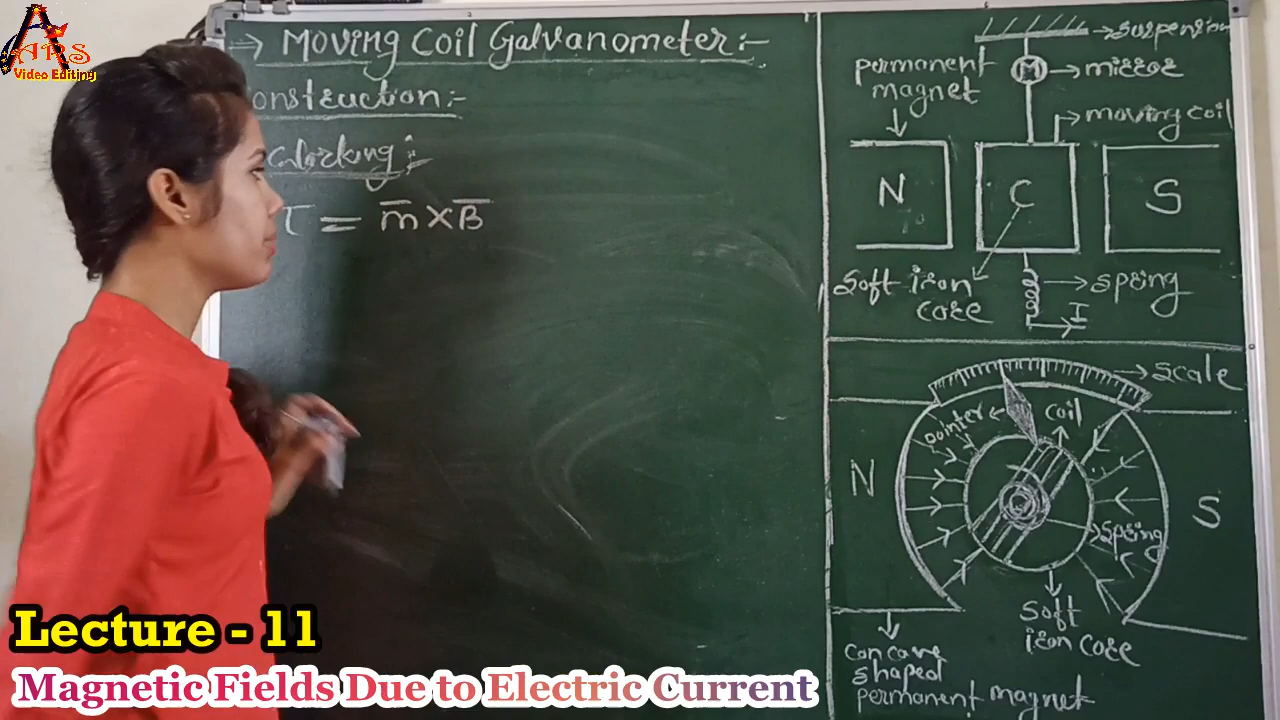 ARS
Video Editing
⇒ Moving Coil Galvanometer:-
onstruction:-
Working:-
τ = m̅ × B̅
suspension
permanent
magnet
M → mirror
moving coil
N C S
soft iron
core
→ spring
I
→ scale
pointer ← coil
N S
spring
soft
iron core
concave
shaped
permanent magnet
Lecture - 11
Magnetic Fields Due to Electric Current